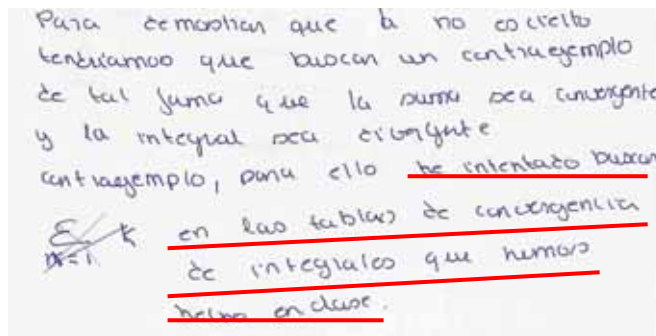 Para demostrar que a no es cierto
tendriamos que buscar un contraejemplo
de tal forma que la suma sea convergente
y la integral sea divergente
contraejemplo, para ello he intentado buscar
en las tablas de convergencia
de integrales que hemos
hecho en clase.